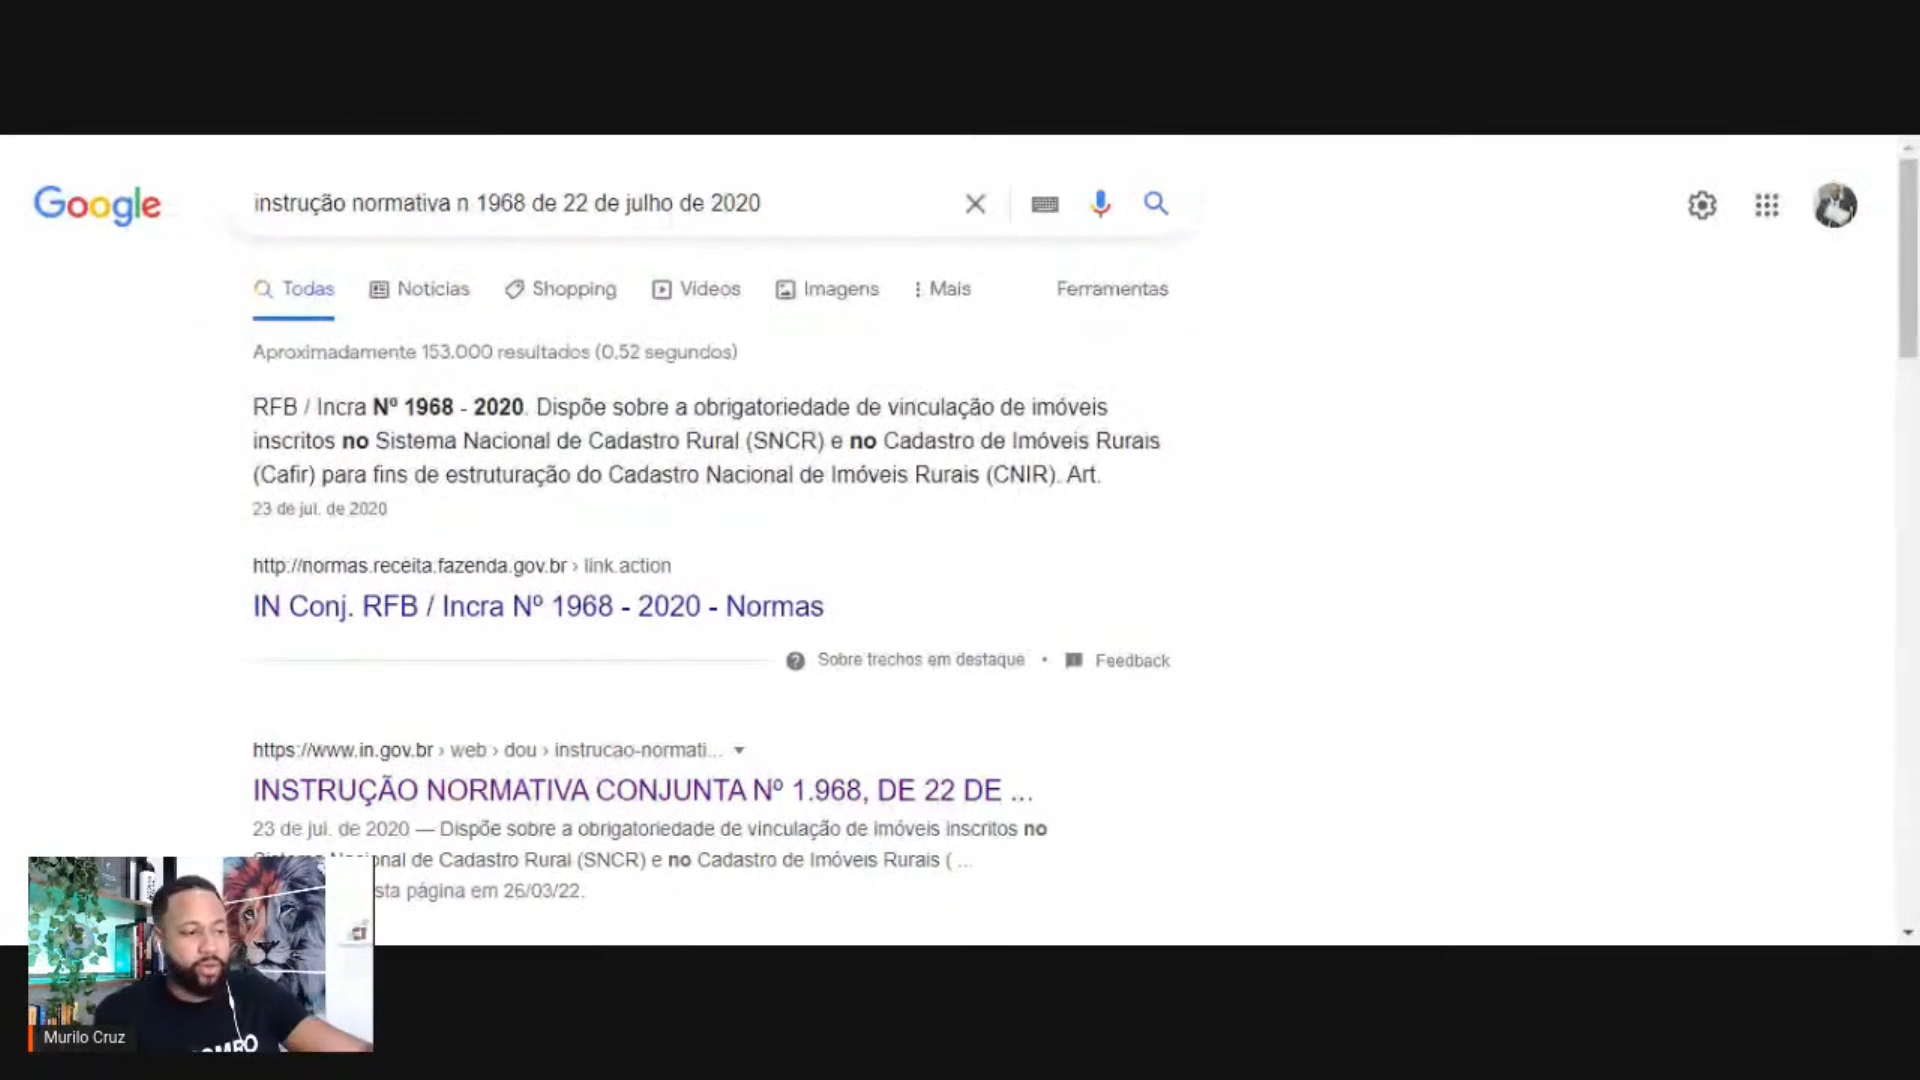 Google
instrução normativa n 1968 de 22 de julho de 2020
Todas Notícias Shopping Vídeos Imagens Mais Ferramentas
Aproximadamente 153.000 resultados (0,52 segundos)
RFB / Incra Nº 1968 - 2020. Dispõe sobre a obrigatoriedade de vinculação de imóveis
inscritos no Sistema Nacional de Cadastro Rural (SNCR) e no Cadastro de Imóveis Rurais
(Cafir) para fins de estruturação do Cadastro Nacional de Imóveis Rurais (CNIR). Art.
23 de jul. de 2020
http://normas.receita.fazenda.gov.br › link.action
IN Conj. RFB / Incra Nº 1968 - 2020 - Normas
Sobre trechos em destaque • Feedback
https://www.in.gov.br › web › dou › instrucao-normati...
INSTRUÇÃO NORMATIVA CONJUNTA Nº 1.968, DE 22 DE ...
23 de jul. de 2020 — Dispõe sobre a obrigatoriedade de vinculação de imóveis inscritos no
de Cadastro Rural (SNCR) e no Cadastro de Imóveis Rurais ( ...
página em 26/03/22.
Murilo Cruz